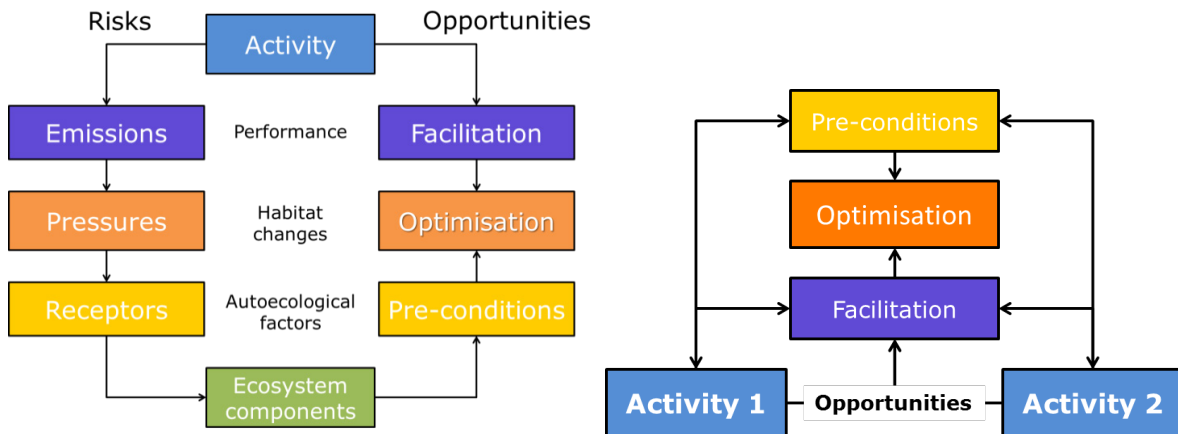 Risks
Opportunities
Activity
Emissions
Performance
Facilitation
Pressures
Habitat
changes
Optimisation
Receptors
Autoecological
factors
Pre-conditions
Ecosystem
components
Pre-conditions
Optimisation
Facilitation
Activity 1
Opportunities
Activity 2